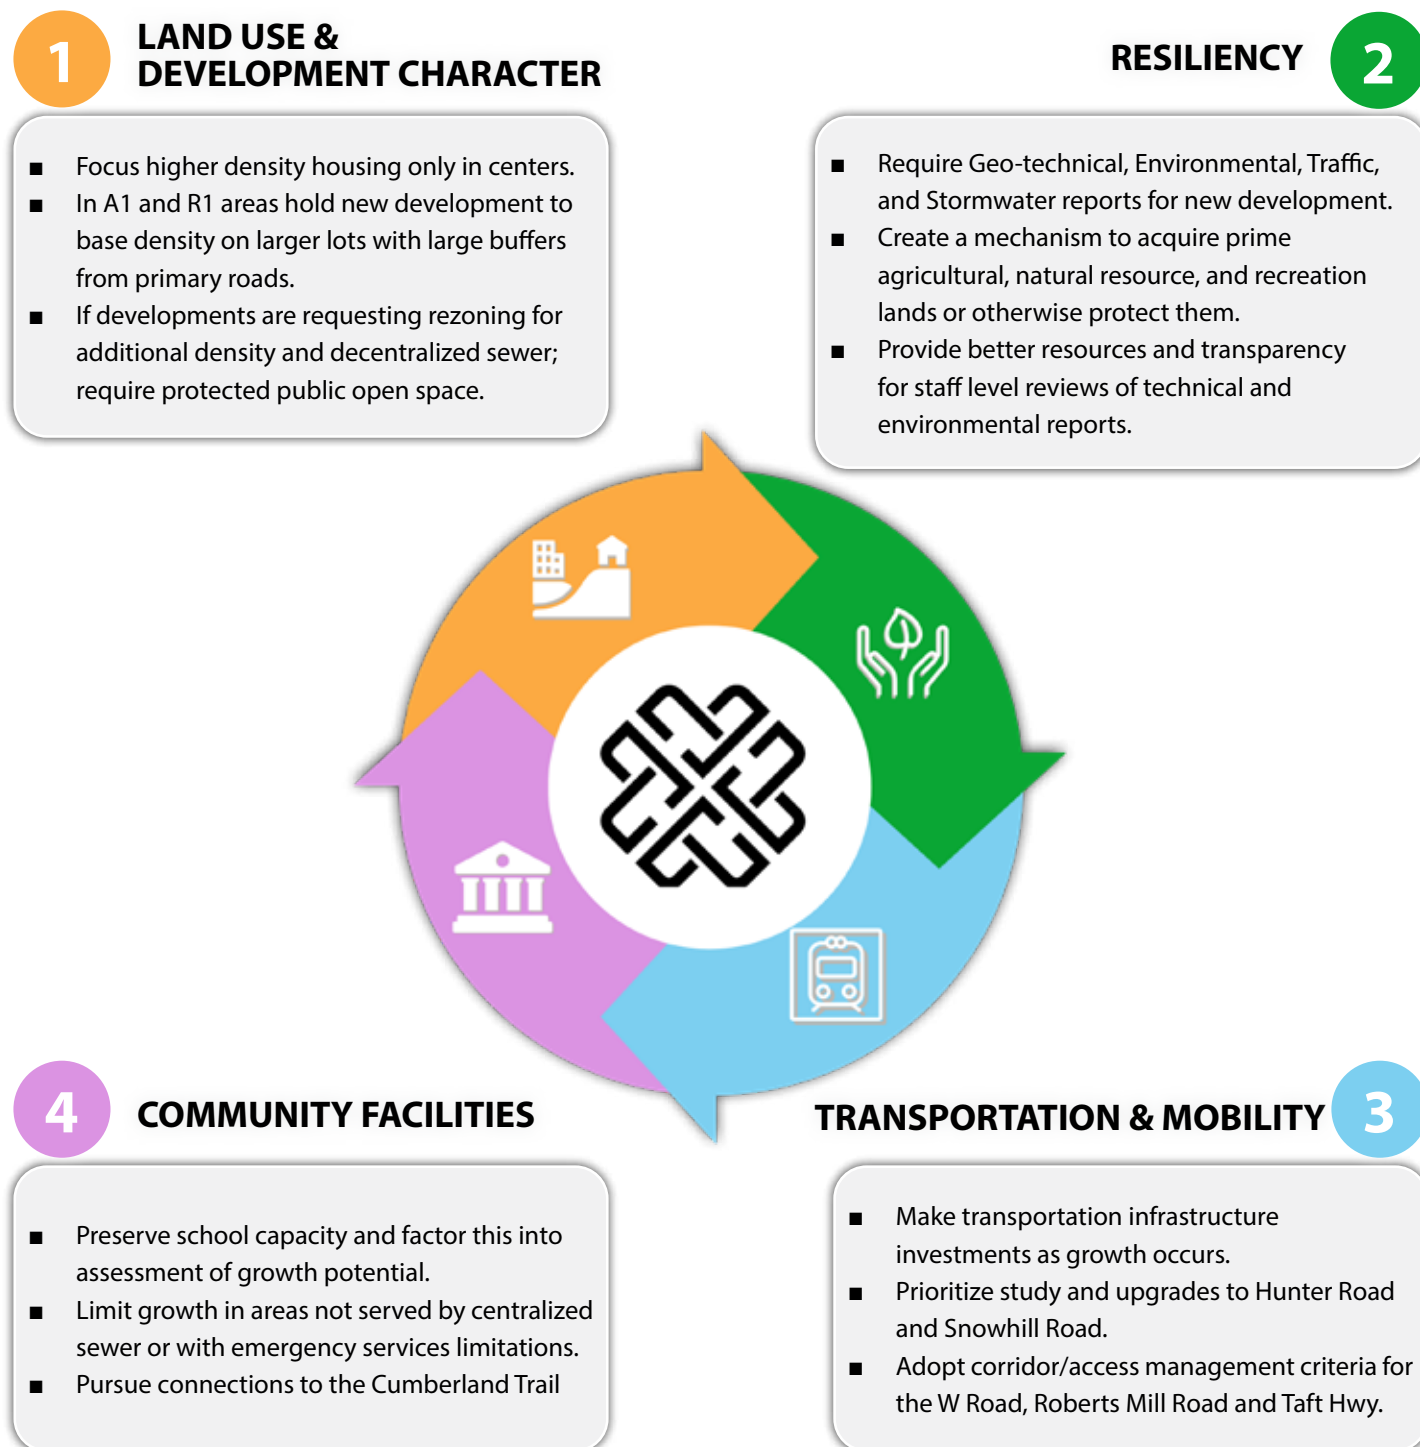 1
LAND USE &
DEVELOPMENT CHARACTER
■ Focus higher density housing only in centers.
■ In A1 and R1 areas hold new development to
base density on larger lots with large buffers
from primary roads.
■ If developments are requesting rezoning for
additional density and decentralized sewer;
require protected public open space.
RESILIENCY
2
■ Require Geo-technical, Environmental, Traffic,
and Stormwater reports for new development.
■ Create a mechanism to acquire prime
agricultural, natural resource, and recreation
lands or otherwise protect them.
■ Provide better resources and transparency
for staff level reviews of technical and
environmental reports.
4
COMMUNITY FACILITIES
■ Preserve school capacity and factor this into
assessment of growth potential.
■ Limit growth in areas not served by centralized
sewer or with emergency services limitations.
■ Pursue connections to the Cumberland Trail
TRANSPORTATION & MOBILITY
3
■ Make transportation infrastructure
investments as growth occurs.
■ Prioritize study and upgrades to Hunter Road
and Snowhill Road.
■ Adopt corridor/access management criteria for
the W Road, Roberts Mill Road and Taft Hwy.